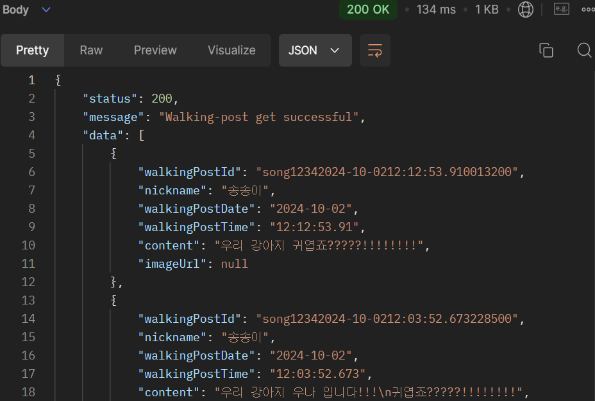 Body 200 OK 134 ms 1 KB
Pretty Raw Preview Visualize JSON
1 {
2 "status": 200,
3 "message": "Walking-post get successful",
4 "data": [
5 {
6 "walkingPostId": "song12342024-10-0212:12:53.910013200",
7 "nickname": "송송이",
8 "walkingPostDate": "2024-10-02",
9 "walkingPostTime": "12:12:53.91",
10 "content": "우리 강아지 귀엽죠?????!!!!!!!!",
11 "imageUrl": null
12 },
13 {
14 "walkingPostId": "song12342024-10-0212:03:52.673228500",
15 "nickname": "송송이",
16 "walkingPostDate": "2024-10-02",
17 "walkingPostTime": "12:03:52.673",
18 "content": "우리 강아지 우나 입니다!!!\n귀엽죠?????!!!!!!!!",